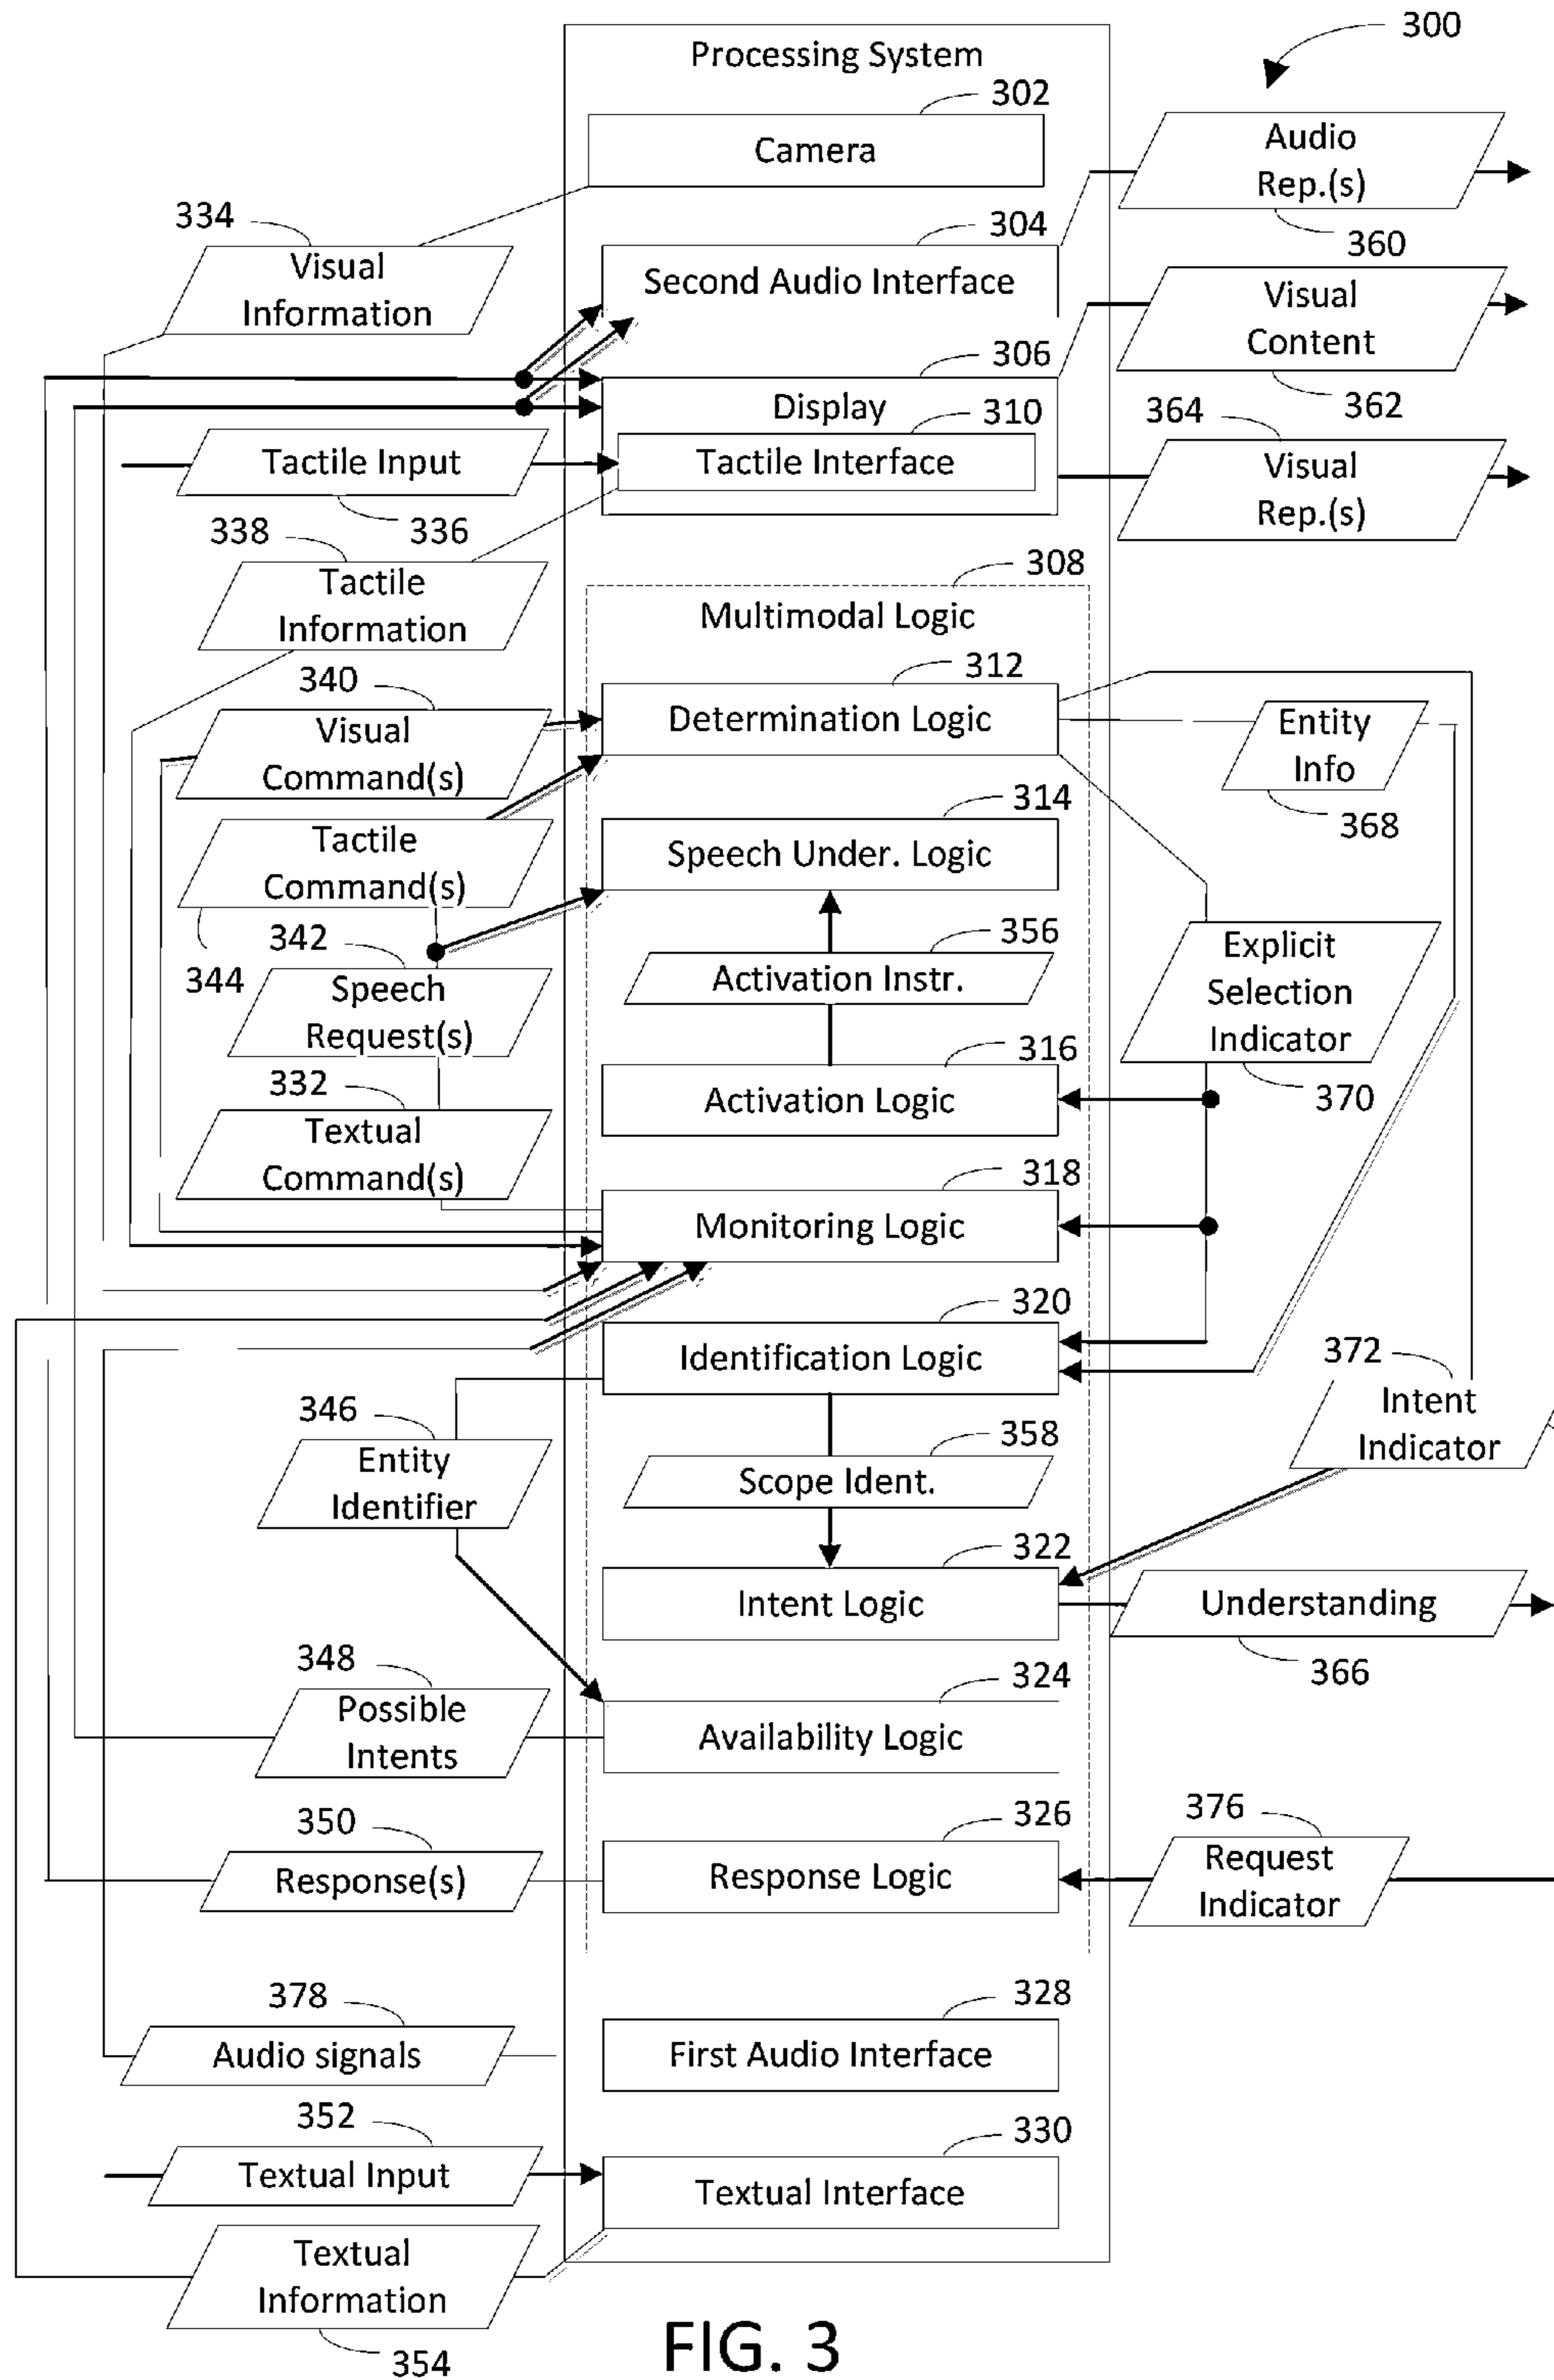 300
Processing System
302
Camera
Audio
Rep.(s)
360
334
Visual
Information
304
Second Audio Interface
Visual
Content
362
306
Display
310
Tactile Interface
364
Visual
Rep.(s)
Tactile Input
336
338
Tactile
Information
308
Multimodal Logic
340
Visual
Command(s)
312
Determination Logic
Entity
Info
368
Tactile
Command(s)
344
314
Speech Under. Logic
342
Speech
Request(s)
356
Activation Instr.
Explicit
Selection
Indicator
370
332
Textual
Command(s)
316
Activation Logic
318
Monitoring Logic
320
Identification Logic
372
Intent
Indicator
346
Entity
Identifier
358
Scope Ident.
322
Intent Logic
Understanding
366
348
Possible
Intents
324
Availability Logic
350
Response(s)
326
Response Logic
376
Request
Indicator
378
Audio signals
328
First Audio Interface
352
Textual Input
330
Textual Interface
Textual
Information
354
FIG. 3